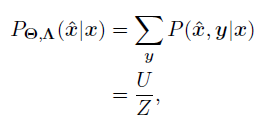 P_{Θ,Λ}(x̂|x) = ∑_y P(x̂, y|x)
= U/Z,